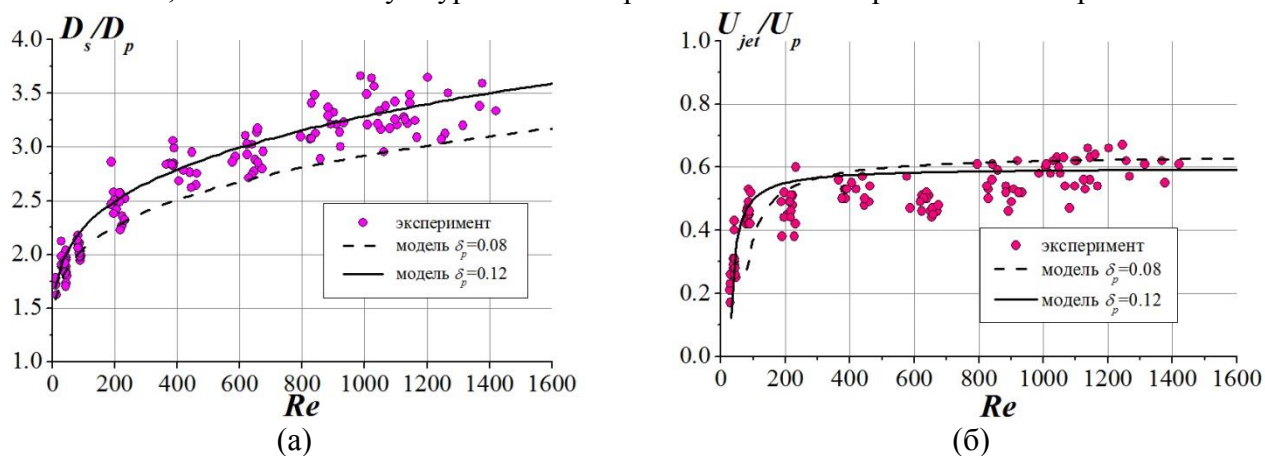 D_s/D_p
4.0
3.5
3.0
2.5
2.0
1.5
1.0
эксперимент
модель δ_p=0.08
модель δ_p=0.12
0 200 400 600 800 1000 1200 1400 1600
Re
(а)
U_jet/U_p
1.0
0.8
0.6
0.4
0.2
0.0
эксперимент
модель δ_p=0.08
модель δ_p=0.12
0 200 400 600 800 1000 1200 1400 1600
Re
(б)